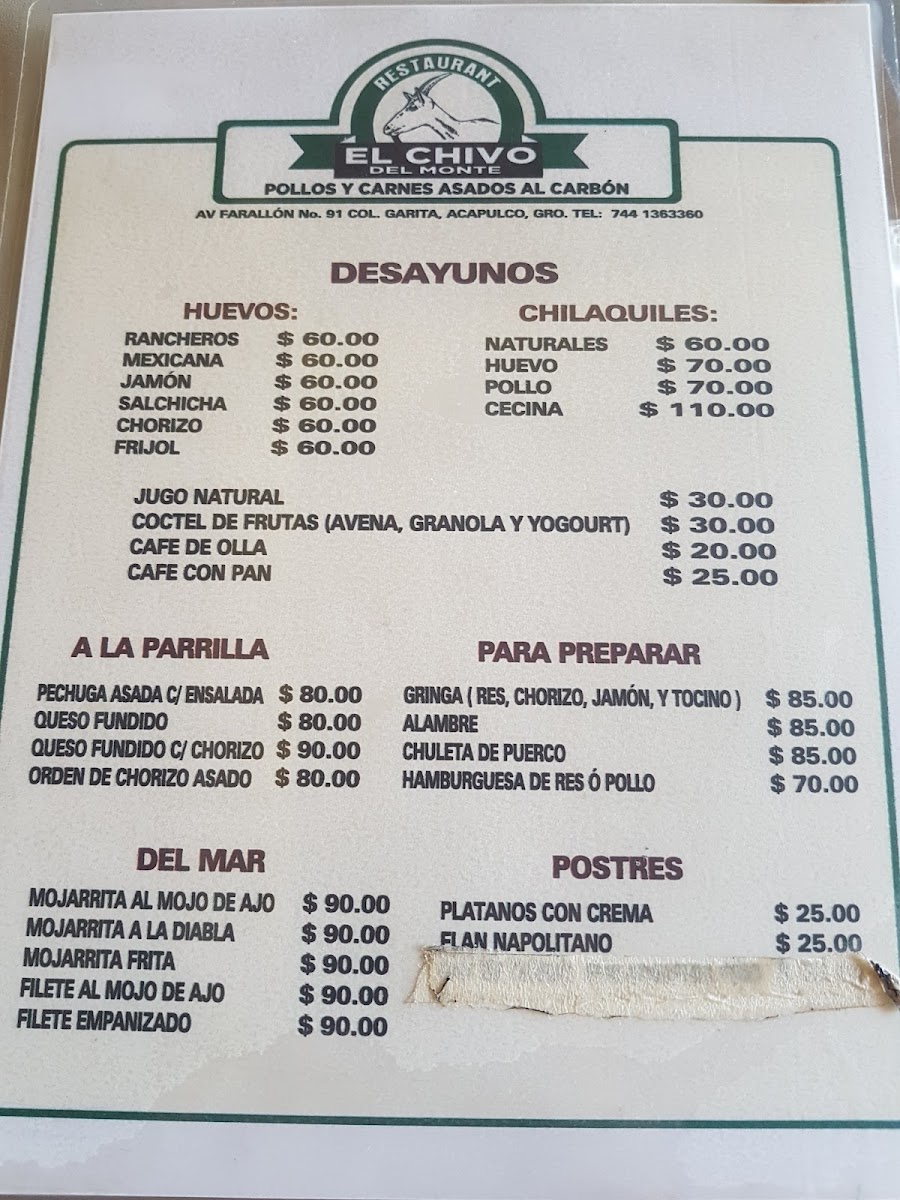 RESTAURANT
EL CHIVO
DEL MONTE
POLLOS Y CARNES ASADOS AL CARBÓN
AV FARALLÓN No. 91 COL. GARITA, ACAPULCO, GRO. TEL: 744 1363360
DESAYUNOS
HUEVOS:
RANCHEROS $ 60.00
MEXICANA $ 60.00
JAMÓN $ 60.00
SALCHICHA $ 60.00
CHORIZO $ 60.00
FRIJOL $ 60.00
CHILAQUILES:
NATURALES $ 60.00
HUEVO $ 70.00
POLLO $ 70.00
CECINA $ 110.00
JUGO NATURAL $ 30.00
COCTEL DE FRUTAS (AVENA, GRANOLA Y YOGOURT) $ 30.00
CAFE DE OLLA $ 20.00
CAFE CON PAN $ 25.00
A LA PARRILLA
PECHUGA ASADA C/ ENSALADA $ 80.00
QUESO FUNDIDO $ 80.00
QUESO FUNDIDO C/ CHORIZO $ 90.00
ORDEN DE CHORIZO ASADO $ 80.00
PARA PREPARAR
GRINGA ( RES, CHORIZO, JAMÓN, Y TOCINO ) $ 85.00
ALAMBRE $ 85.00
CHULETA DE PUERCO $ 85.00
HAMBURGUESA DE RES Ó POLLO $ 70.00
DEL MAR
MOJARRITA AL MOJO DE AJO $ 90.00
MOJARRITA A LA DIABLA $ 90.00
MOJARRITA FRITA $ 90.00
FILETE AL MOJO DE AJO $ 90.00
FILETE EMPANIZADO $ 90.00
POSTRES
PLATANOS CON CREMA $ 25.00
FLAN NAPOLITANO $ 25.00